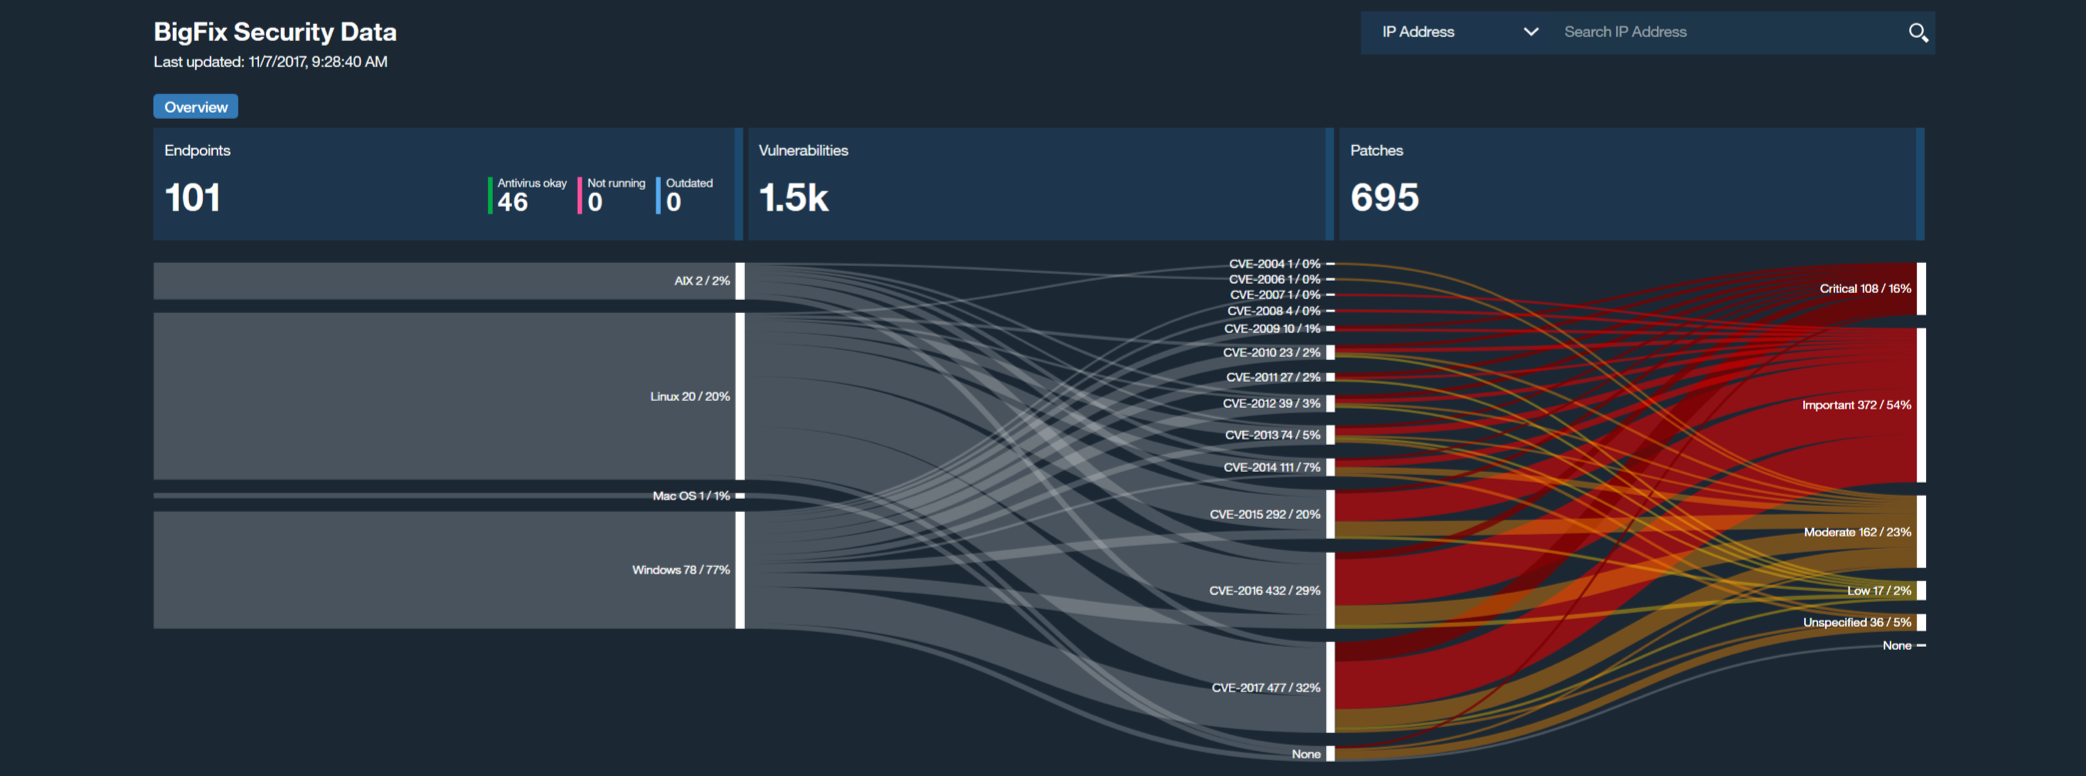 BigFix Security Data
Last updated: 11/7/2017, 9:28:40 AM
IP Address
Search IP Address
Overview
Endpoints
101
Antivirus okay
46
Not running
0
Outdated
0
Vulnerabilities
1.5k
Patches
695
AIX 2 / 2%
Linux 20 / 20%
Mac OS 1 / 1%
Windows 78 / 77%
CVE-2004 1 / 0%
CVE-2006 1 / 0%
CVE-2007 1 / 0%
CVE-2008 4 / 0%
CVE-2009 10 / 1%
CVE-2010 23 / 2%
CVE-2011 27 / 2%
CVE-2012 39 / 3%
CVE-2013 74 / 5%
CVE-2014 111 / 7%
CVE-2015 292 / 20%
CVE-2016 432 / 29%
CVE-2017 477 / 32%
None
Critical 108 / 16%
Important 372 / 54%
Moderate 162 / 23%
Low 17 / 2%
Unspecified 36 / 5%
None